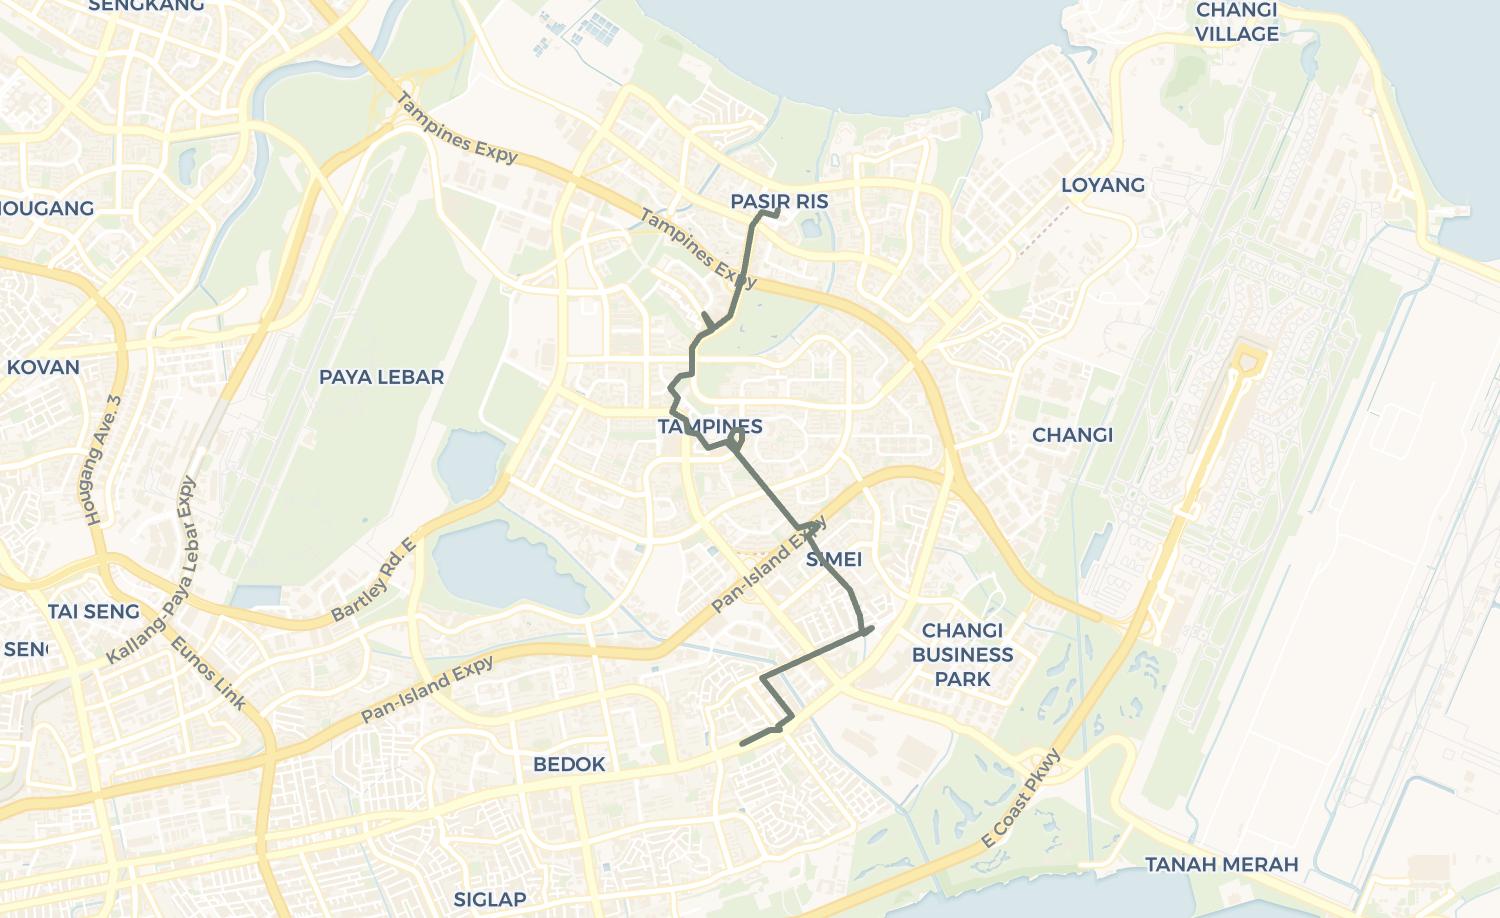 SENGKANG
CHANGI
VILLAGE
Tampines Expy
LOYANG
PASIR RIS
HOUGANG
Tampines Expy
KOVAN
PAYA LEBAR
Hougang Ave. 3
TAMPINES
CHANGI
Kallang-Paya Lebar Expy
Bartley Rd. E
Pan-Island Expy
SIMEI
TAI SENG
Eunos Link
CHANGI
BUSINESS
PARK
Pan-Island Expy
BEDOK
E Coast Pkwy
TANAH MERAH
SIGLAP